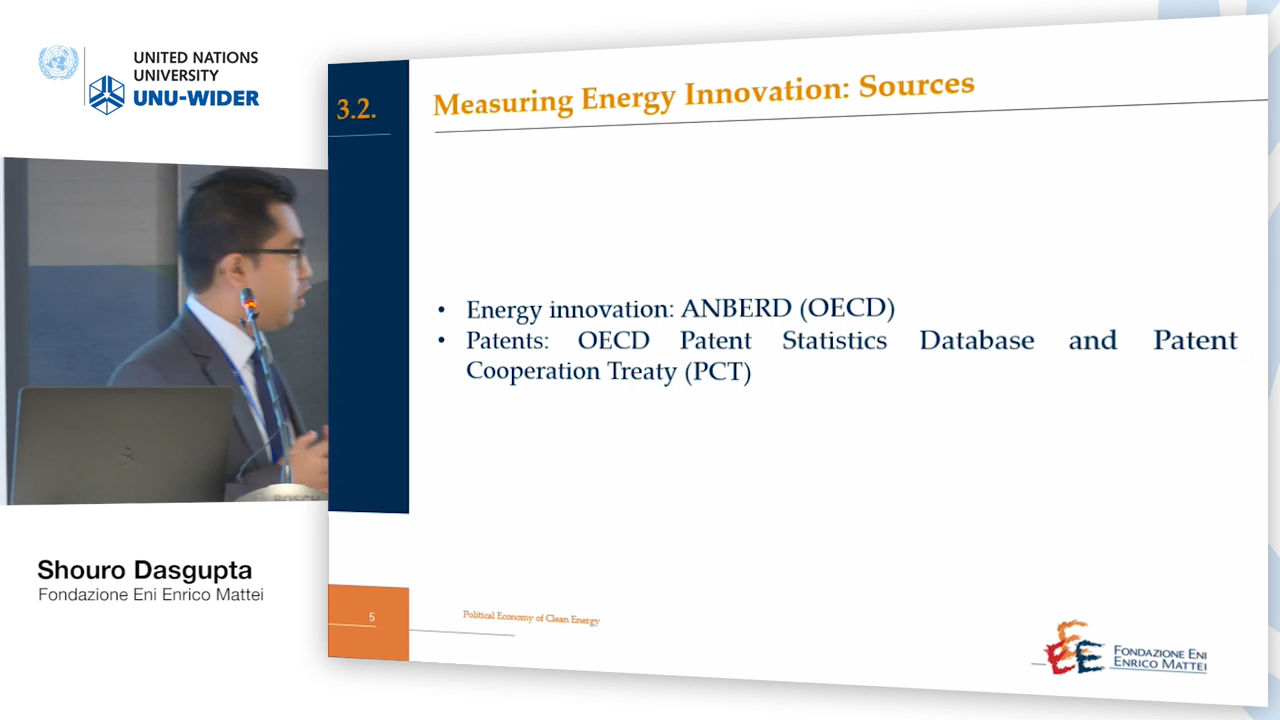 UNITED NATIONS
UNIVERSITY
UNU-WIDER
3.2.
Measuring Energy Innovation: Sources
• Energy innovation: ANBERD (OECD)
• Patents: OECD Patent Statistics Database and Patent
Cooperation Treaty (PCT)
BOSCH
Shouro Dasgupta
Fondazione Eni Enrico Mattei
5
Political Economy of Clean Energy
FONDAZIONE ENI
ENRICO MATTEI